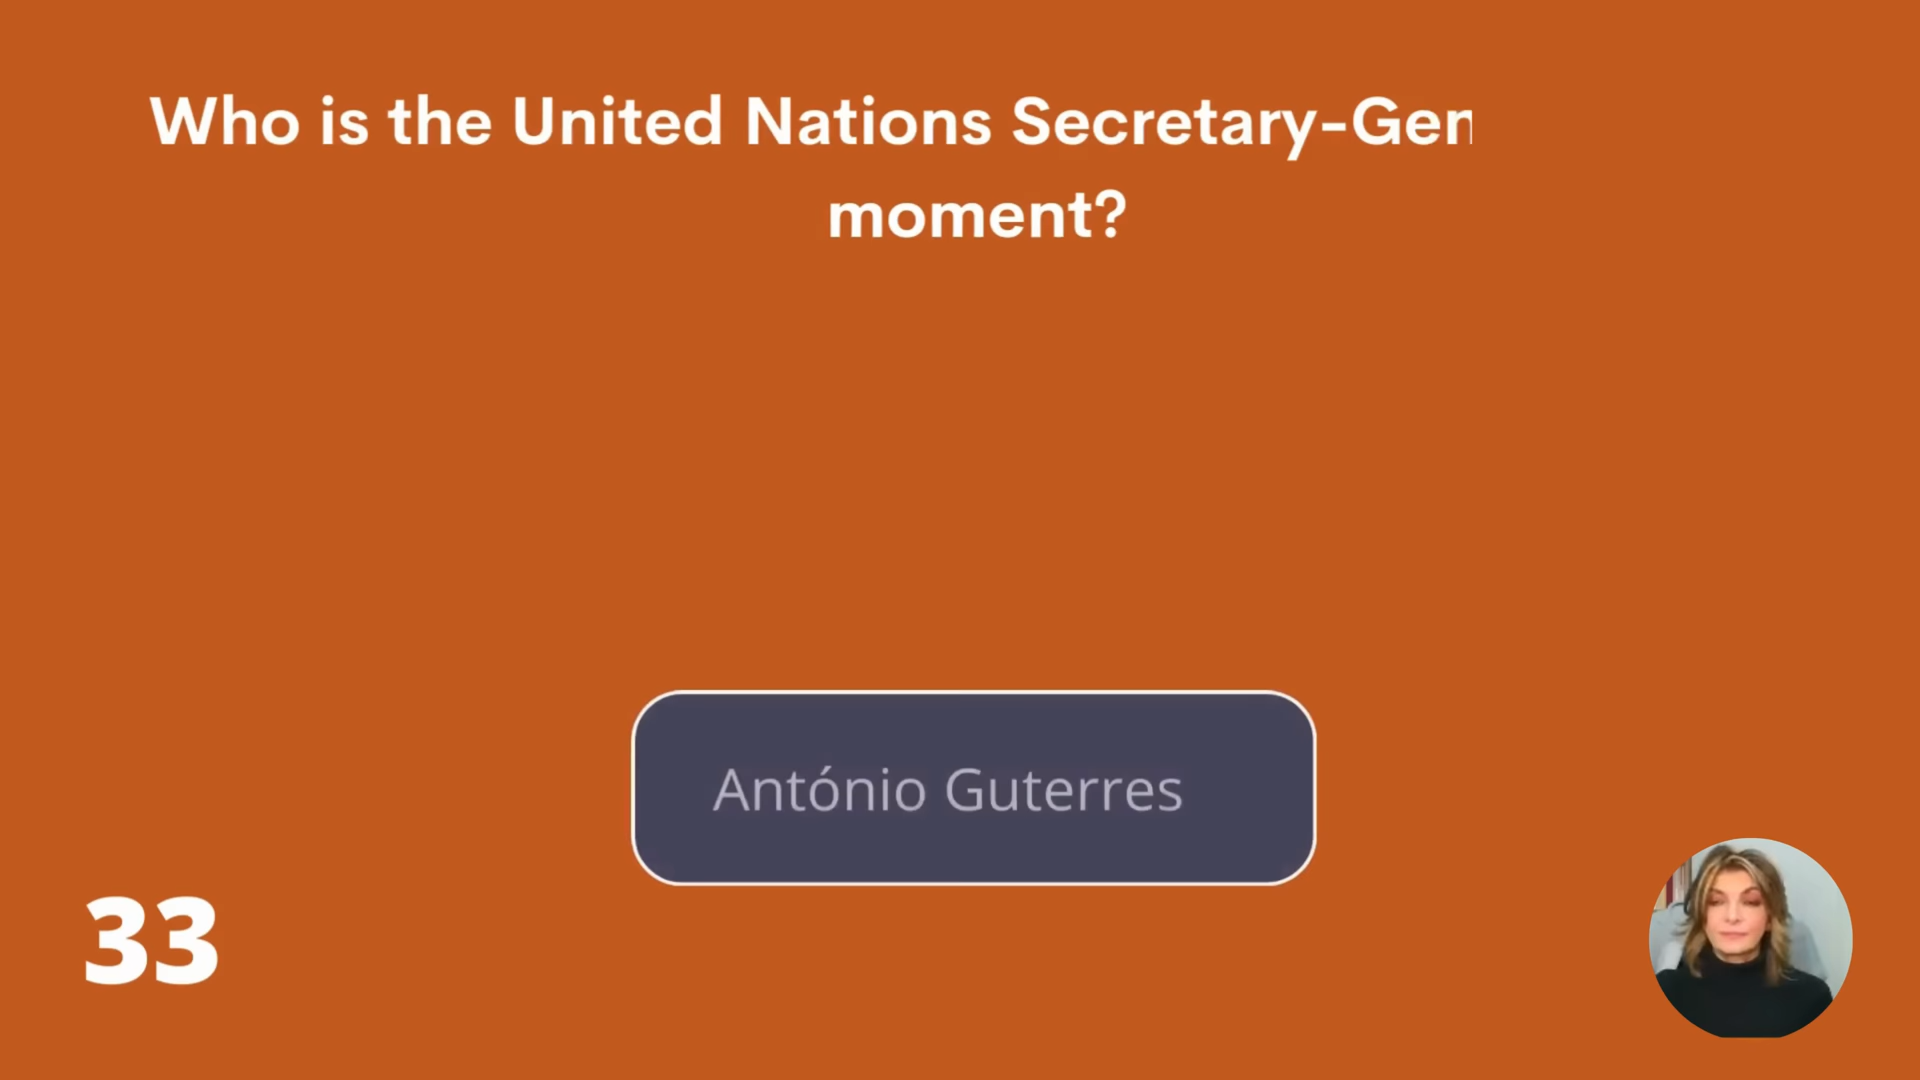 Who is the United Nations Secretary-Gen
moment?
António Guterres
33